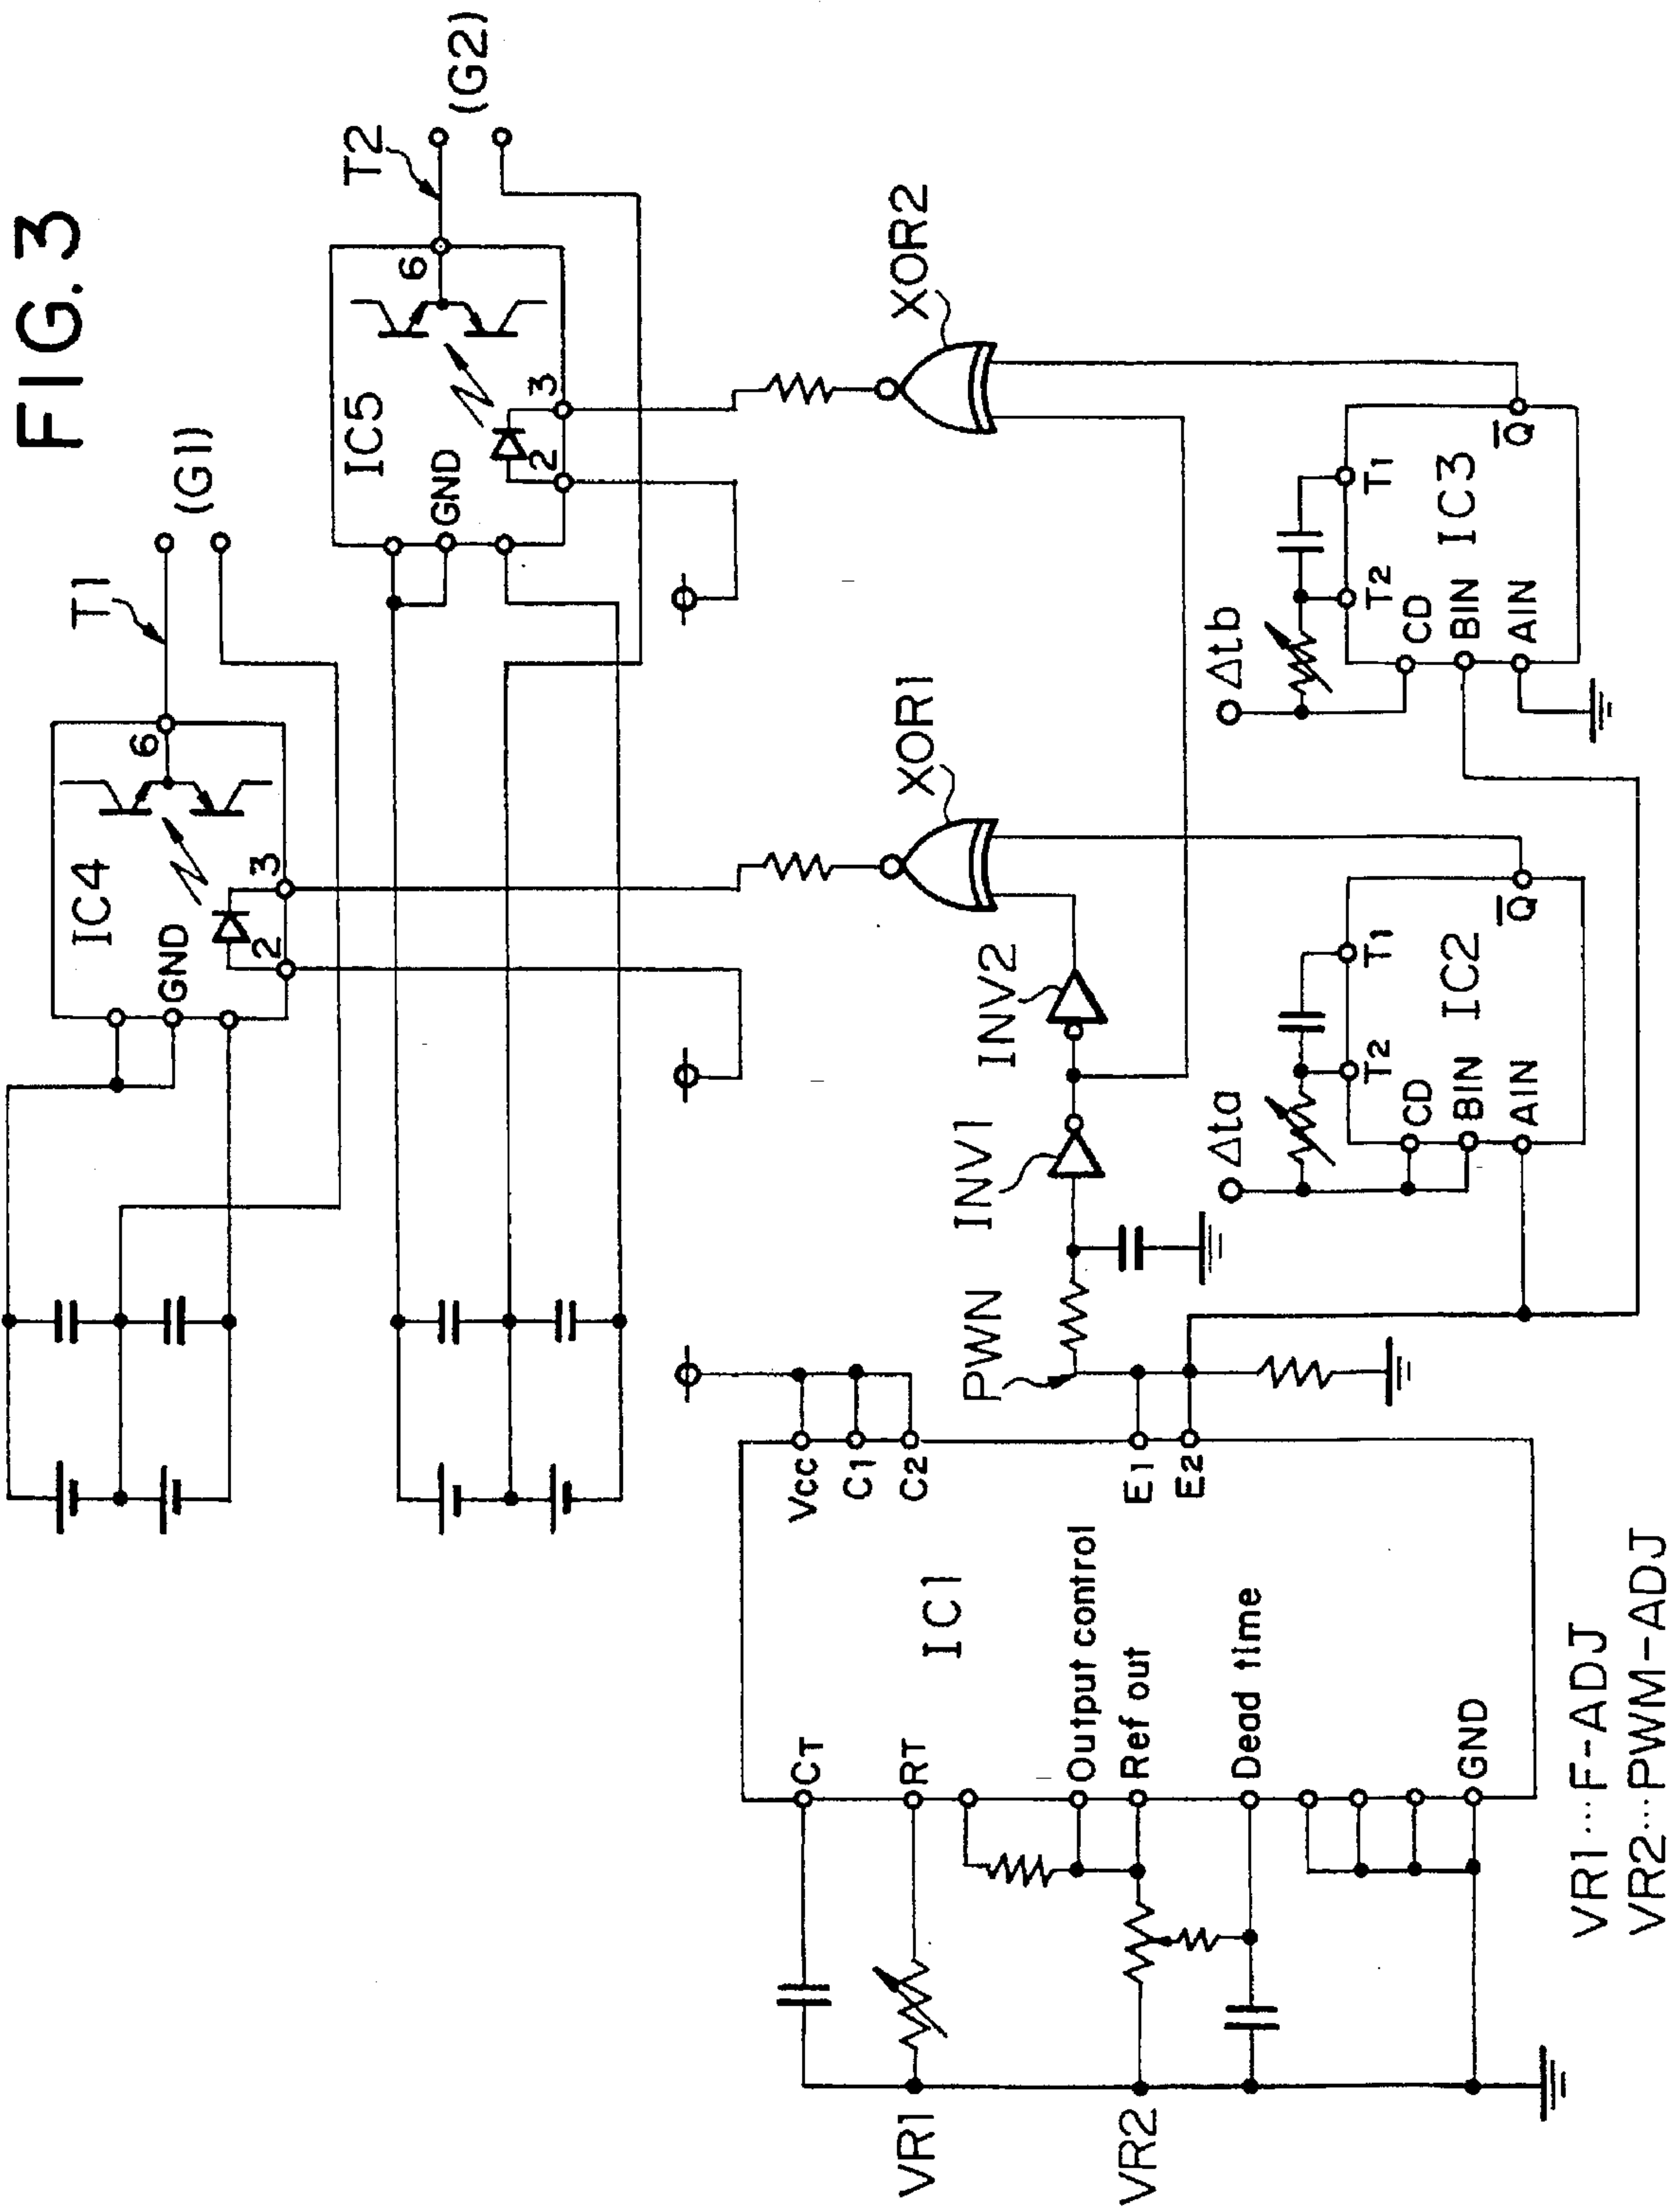 FIG. 3
T1
(G1)
IC4
GND
6
2
3
T2
(G2)
IC5
GND
6
2
3
XOR1
XOR2
INV1
INV2
PWN
Δta
T2
T1
CD
BIN
AIN
IC2
Q̅
Δtb
T2
T1
CD
BIN
AIN
IC3
Q̅
IC1
CT
RT
Output control
Ref out
Dead time
GND
Vcc
C1
C2
E1
E2
VR1
VR2
VR1...F-ADJ
VR2...PWM-ADJ